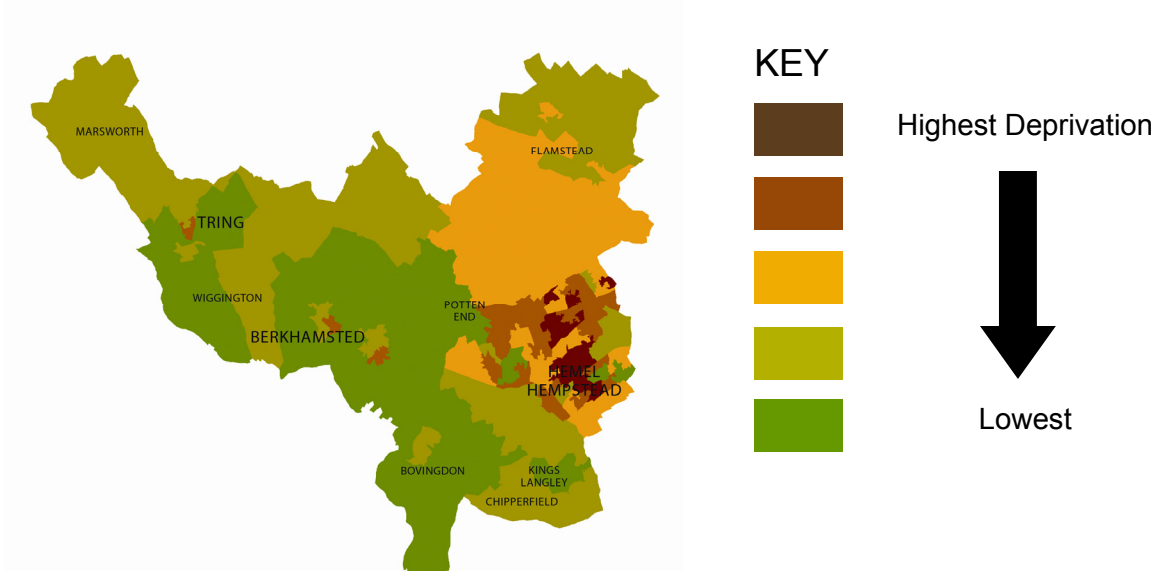 MARSWORTH
FLAMSTEAD
TRING
WIGGINGTON
POTTEN
END
BERKHAMSTED
HEMEL
HEMPSTEAD
BOVINGDON
KINGS
LANGLEY
CHIPPERFIELD
KEY
Highest Deprivation
Lowest